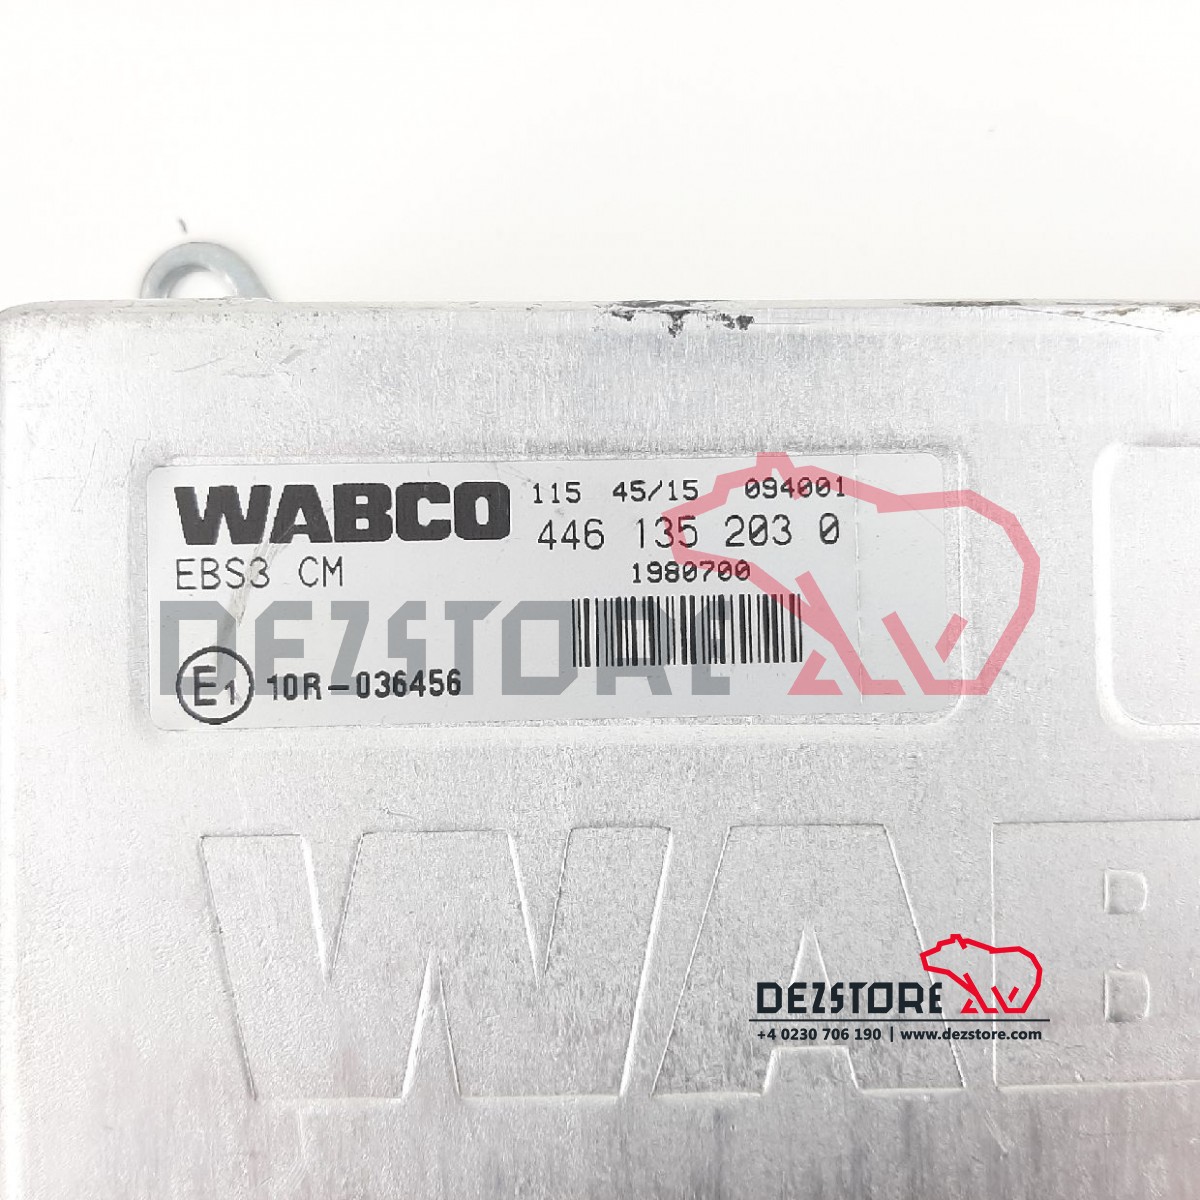 WABCO 115 45/15 094001
446 135 203 0
EBS3 CM 1980700
DEZSTORE
E1 10R-036456
WAB
DEZSTORE
+4 0230 706 190 | www.dezstore.com